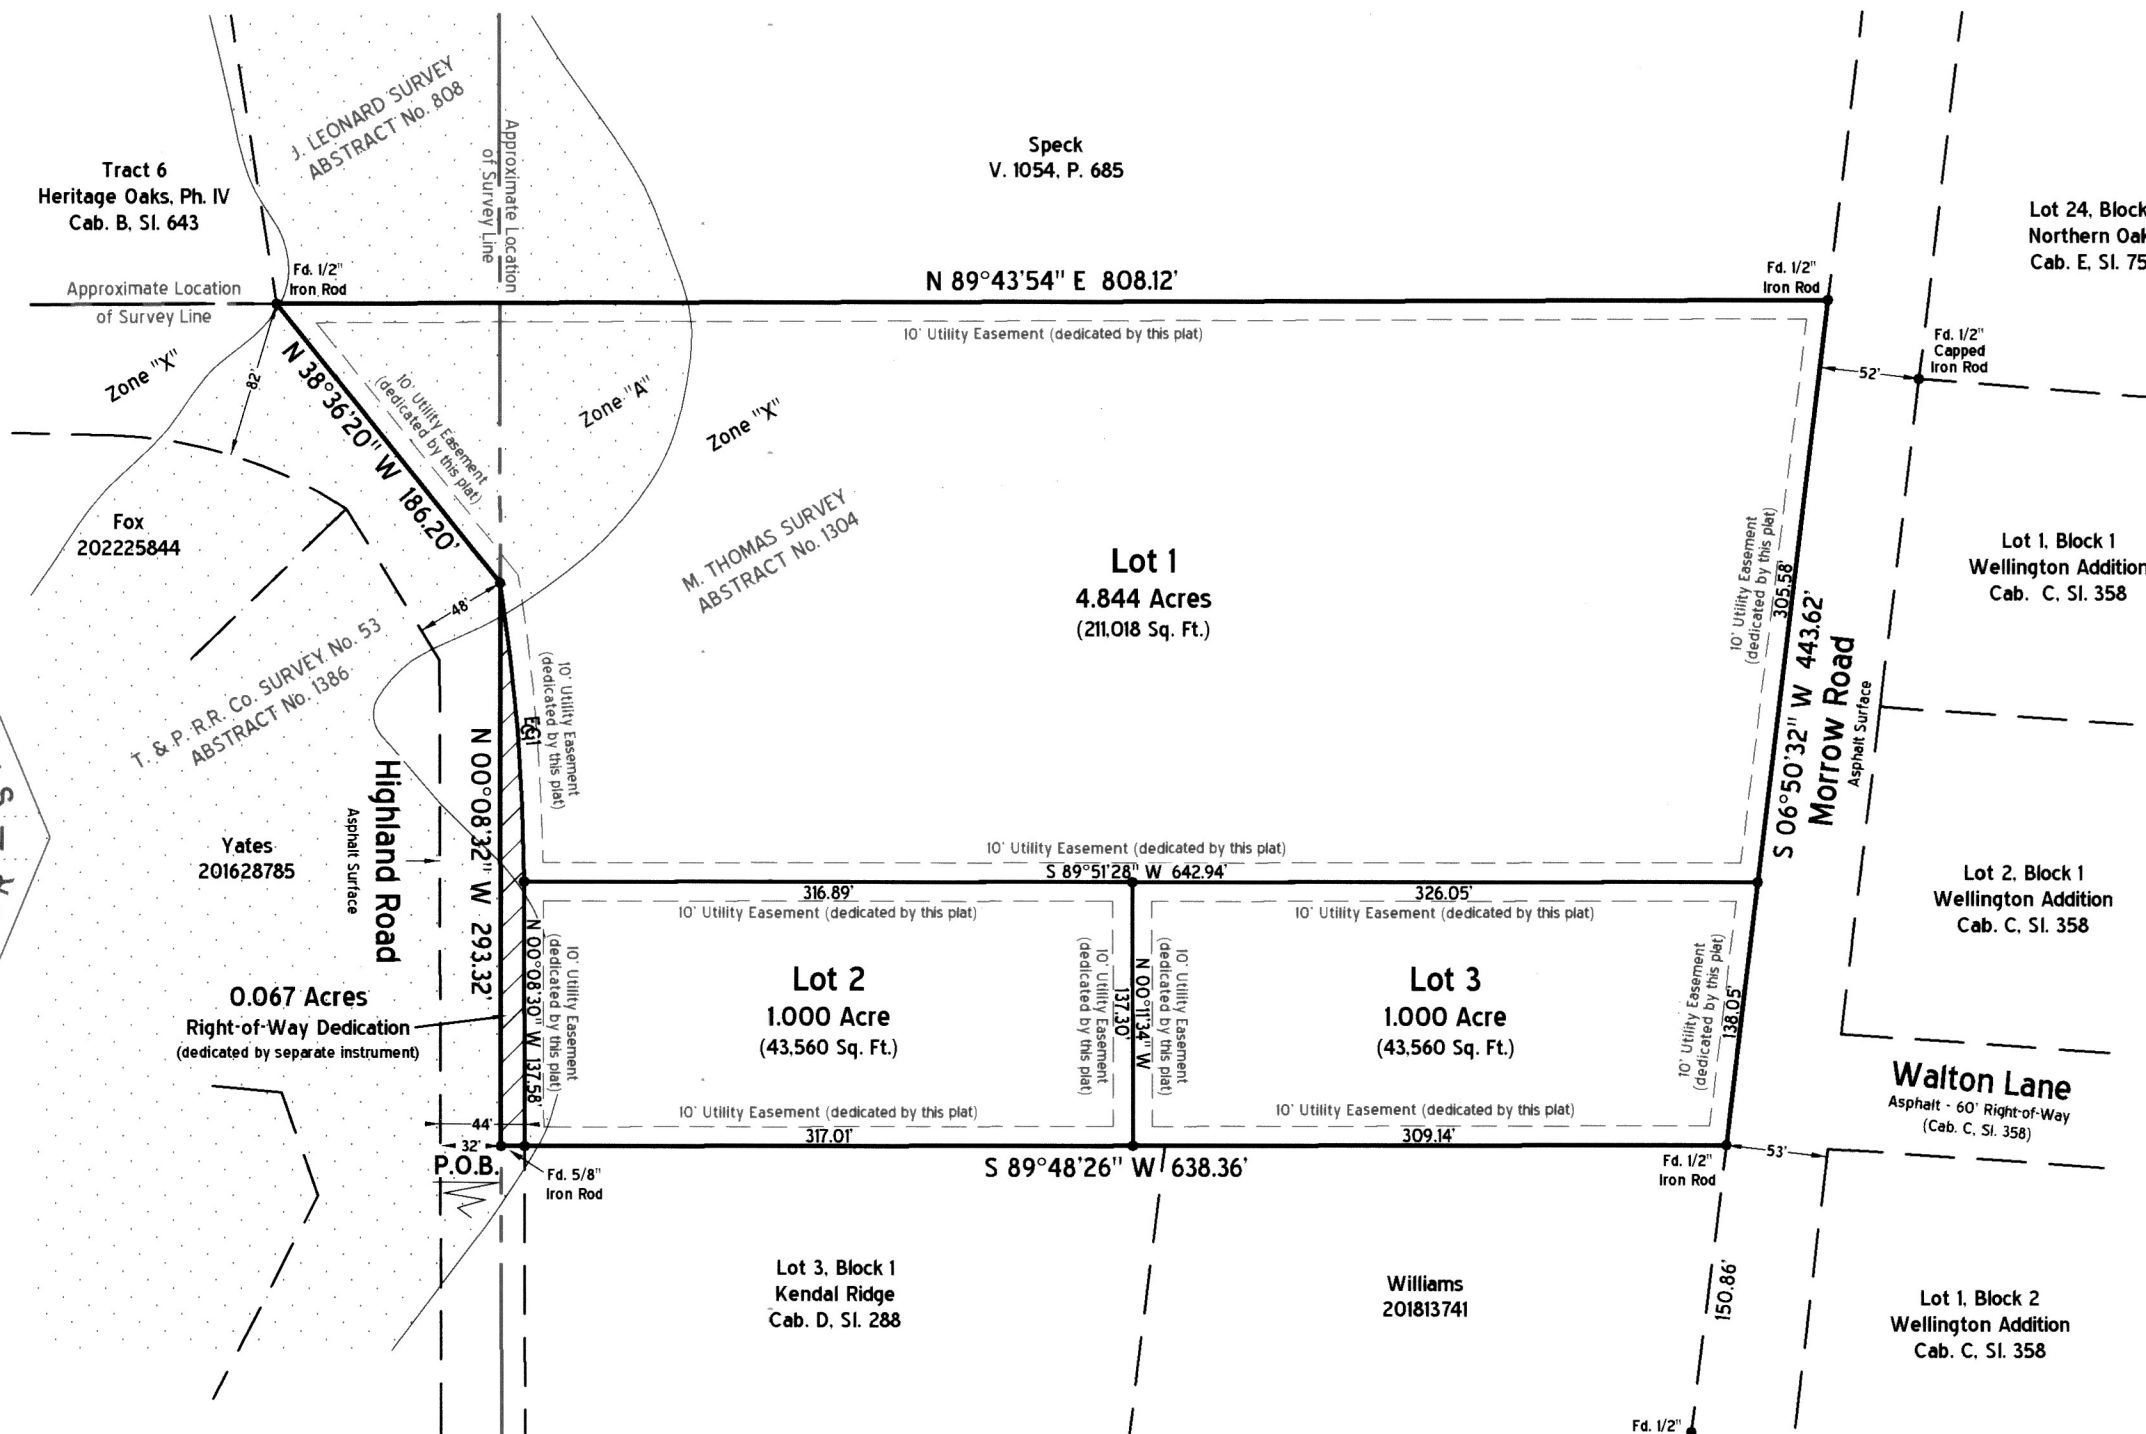 J. LEONARD SURVEY
ABSTRACT No. 808
Approximate Location
of Survey Line
Speck
V. 1054, P. 685
Tract 6
Heritage Oaks, Ph. IV
Cab. B, Sl. 643
Lot 24, Block
Northern Oak
Cab. E, Sl. 75
Fd. 1/2"
Iron Rod
N 89°43'54" E 808.12'
Fd. 1/2"
Iron Rod
Approximate Location
of Survey Line
10' Utility Easement (dedicated by this plat)
Fd. 1/2"
Capped
Iron Rod
Zone "X"
82'
N 38°36'20" W 186.20'
10' Utility Easement
(dedicated by this plat)
Zone "A"
Zone "X"
52'
Fox
202225844
M. THOMAS SURVEY
ABSTRACT No. 1304
Lot 1
4.844 Acres
(211,018 Sq. Ft.)
10' Utility Easement
(dedicated by this plat)
305.58'
S 06°50'32" W 443.62'
Morrow Road
Asphalt Surface
Lot 1, Block 1
Wellington Addition
Cab. C, Sl. 358
48'
T. & P. R.R. Co. SURVEY No. 53
ABSTRACT No. 1386
10' Utility Easement
(dedicated by this plat)
N 00°08'32" W 293.32'
Highland Road
Asphalt Surface
Yates
201628785
10' Utility Easement (dedicated by this plat)
S 89°51'28" W 642.94'
316.89'
326.05'
10' Utility Easement (dedicated by this plat)
10' Utility Easement (dedicated by this plat)
Lot 2, Block 1
Wellington Addition
Cab. C, Sl. 358
0.067 Acres
Right-of-Way Dedication
(dedicated by separate instrument)
N 00°08'30" W 137.58'
10' Utility Easement
(dedicated by this plat)
Lot 2
1.000 Acre
(43,560 Sq. Ft.)
10' Utility Easement
(dedicated by this plat)
137.30'
N 00°11'34" W
10' Utility Easement
(dedicated by this plat)
Lot 3
1.000 Acre
(43,560 Sq. Ft.)
10' Utility Easement
(dedicated by this plat)
138.05'
Walton Lane
Asphalt - 60' Right-of-Way
(Cab. C, Sl. 358)
10' Utility Easement (dedicated by this plat)
10' Utility Easement (dedicated by this plat)
44'
32'
P.O.B.
317.01'
309.14'
53'
Fd. 5/8"
Iron Rod
S 89°48'26" W 638.36'
Fd. 1/2"
Iron Rod
Lot 3, Block 1
Kendal Ridge
Cab. D, Sl. 288
Williams
201813741
150.86'
Lot 1, Block 2
Wellington Addition
Cab. C, Sl. 358
Fd. 1/2"